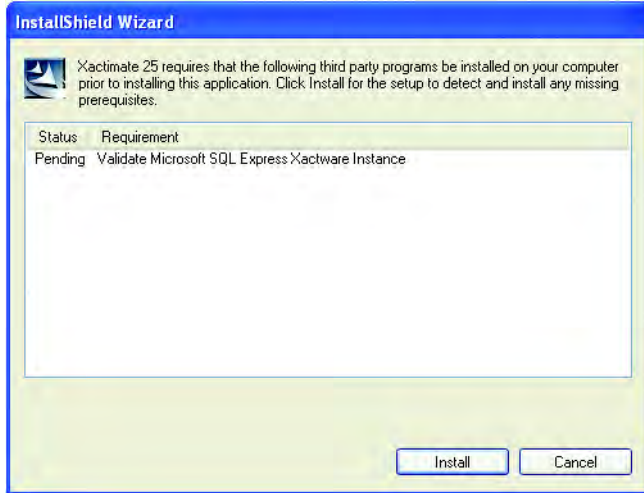 InstallShield Wizard
Xactimate 25 requires that the following third party programs be installed on your computer
prior to installing this application. Click Install for the setup to detect and install any missing
prerequisites.
Status Requirement
Pending Validate Microsoft SQL Express Xactware Instance
Install Cancel